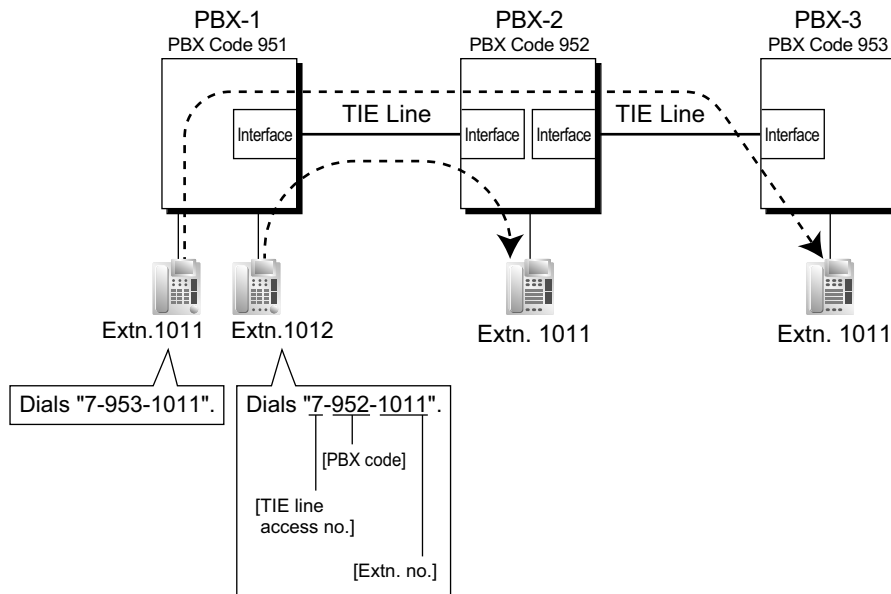 PBX-1
PBX Code 951
PBX-2
PBX Code 952
PBX-3
PBX Code 953
Interface
TIE Line
Interface
Interface
TIE Line
Interface
Extn.1011
Extn.1012
Extn. 1011
Extn. 1011
Dials "7-953-1011".
Dials "7-952-1011".
[PBX code]
[TIE line
access no.]
[Extn. no.]